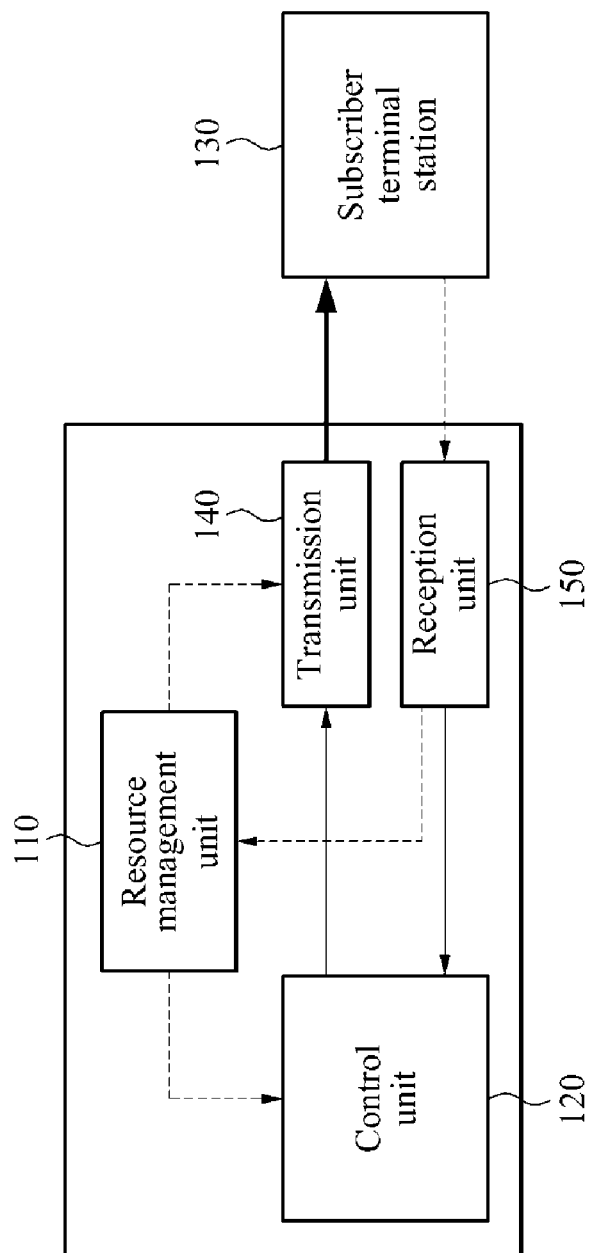 110
Resource
management
unit
140
Transmission
unit
130
Subscriber
terminal
station
Control
unit
120
Reception
unit
150